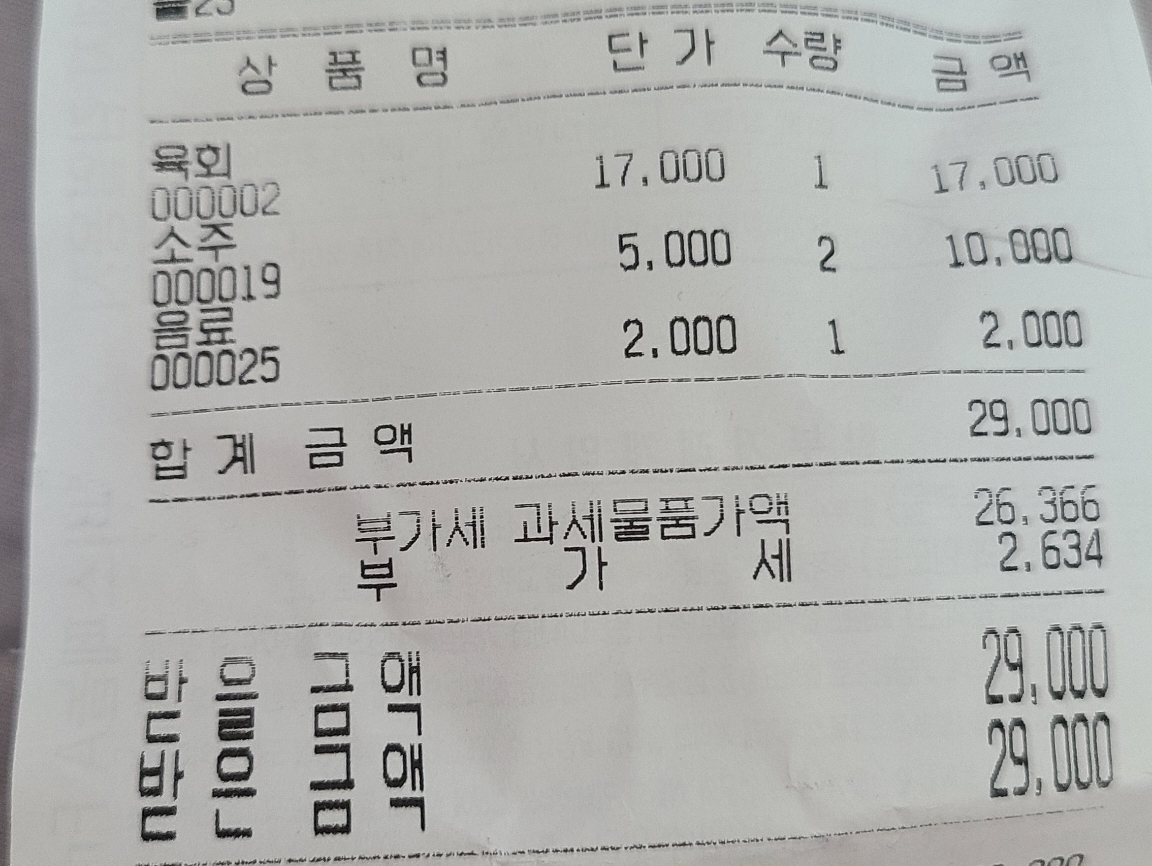 23
상 품 명 단 가 수량 금 액
육회 17,000 1 17,000
000002
소주 5,000 2 10,000
000019
음료 2,000 1 2,000
000025
합 계 금 액 29,000
부가세 과세물품가액 26,366
부 가 세 2,634
받 을 금 액 29,000
받 은 금 액 29,000